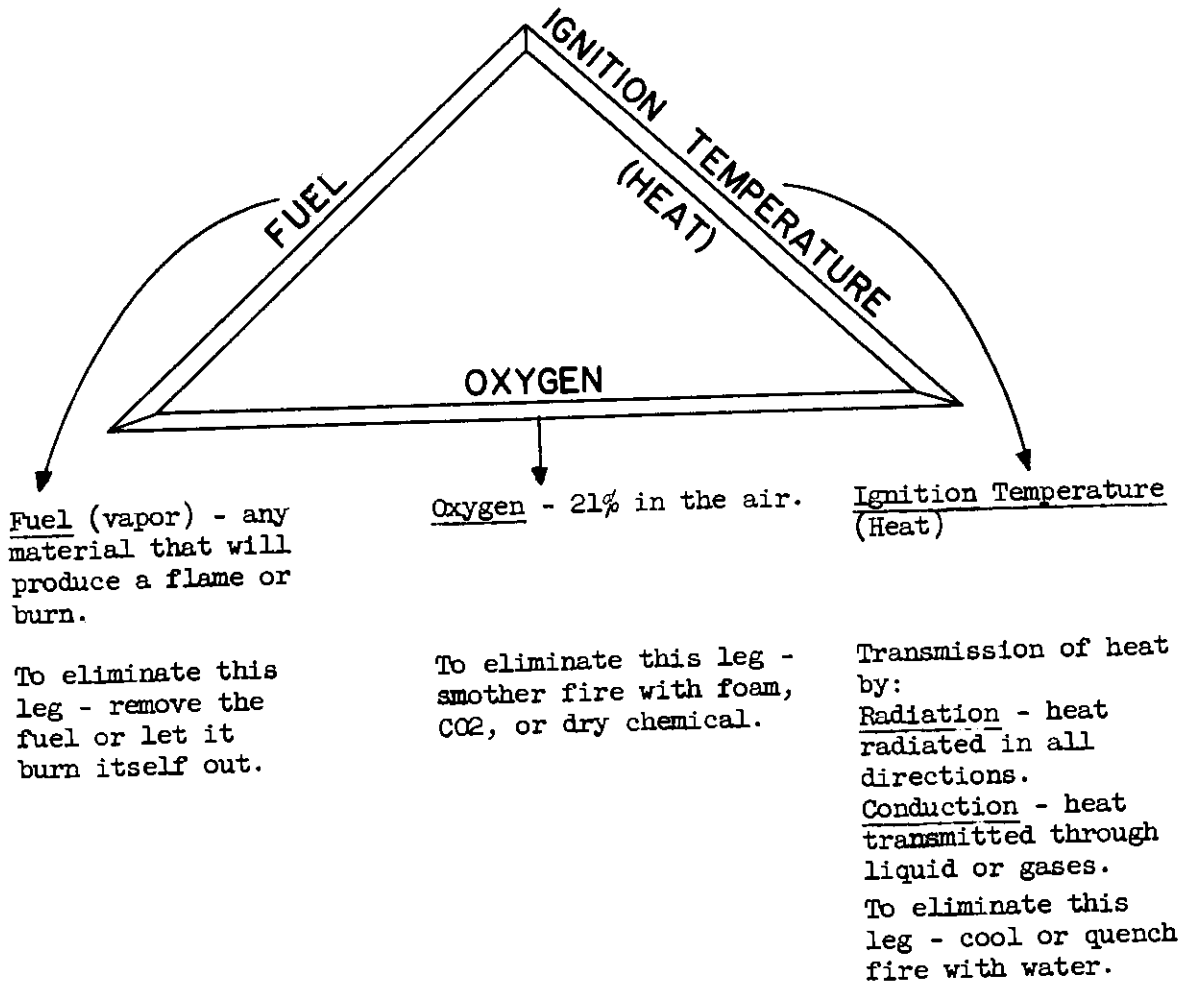 IGNITION TEMPERATURE
(HEAT)
FUEL
OXYGEN
Fuel (vapor) - any
material that will
produce a flame or
burn.
To eliminate this
leg - remove the
fuel or let it
burn itself out.
Oxygen - 21% in the air.
To eliminate this leg -
smother fire with foam,
CO2, or dry chemical.
Ignition Temperature
(Heat)
Transmission of heat
by:
Radiation - heat
radiated in all
directions.
Conduction - heat
transmitted through
liquid or gases.
To eliminate this
leg - cool or quench
fire with water.